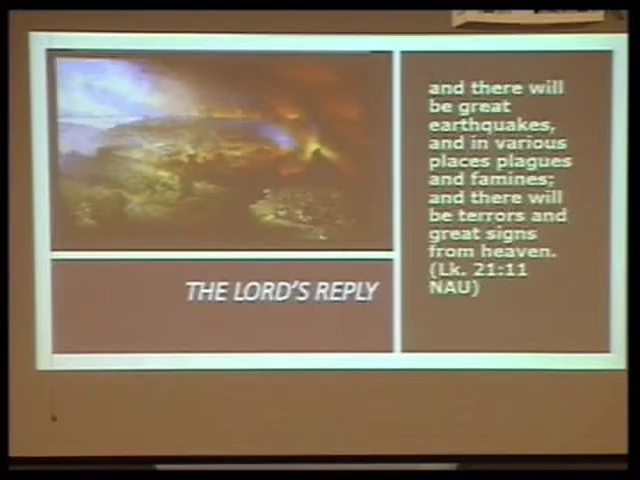 THE LORD'S REPLY
and there will
be great
earthquakes,
and in various
places plagues
and famines;
and there will
be terrors and
great signs
from heaven.
(Lk. 21:11
NAU)